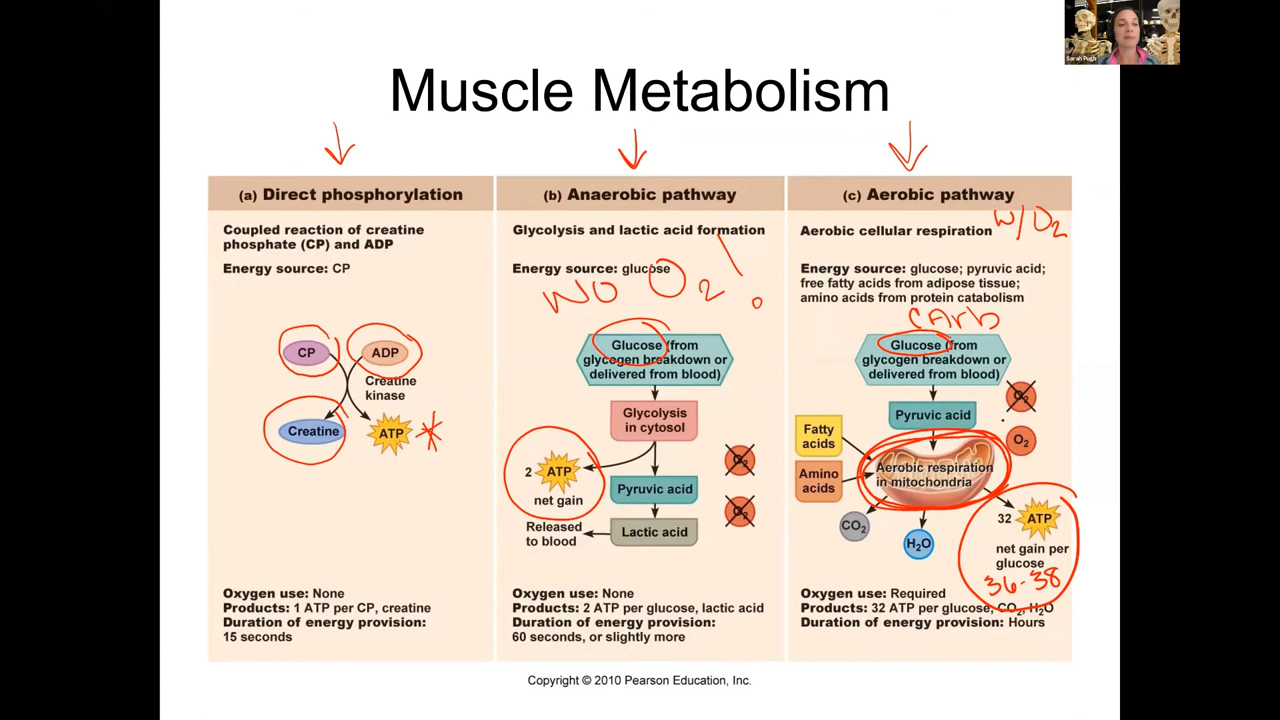 Sarah Pugh
Muscle Metabolism
(a) Direct phosphorylation
Coupled reaction of creatine
phosphate (CP) and ADP
Energy source: CP
CP
ADP
Creatine
kinase
Creatine
ATP
Oxygen use: None
Products: 1 ATP per CP, creatine
Duration of energy provision:
15 seconds
(b) Anaerobic pathway
Glycolysis and lactic acid formation
Energy source: glucose
NO O2!
Glucose (from
glycogen breakdown or
delivered from blood)
Glycolysis
in cytosol
2 ATP
net gain
O2
Pyruvic acid
O2
Released
to blood
Lactic acid
Oxygen use: None
Products: 2 ATP per glucose, lactic acid
Duration of energy provision:
60 seconds, or slightly more
(c) Aerobic pathway
W/O2
Aerobic cellular respiration
Energy source: glucose; pyruvic acid;
free fatty acids from adipose tissue;
amino acids from protein catabolism
CArb
Glucose (from
glycogen breakdown or
delivered from blood)
O2
Pyruvic acid
O2
Fatty
acids
Amino
acids
Aerobic respiration
in mitochondria
CO2
H2O
32 ATP
net gain per
glucose
36-38
Oxygen use: Required
Products: 32 ATP per glucose, CO2, H2O
Duration of energy provision: Hours
Copyright © 2010 Pearson Education, Inc.